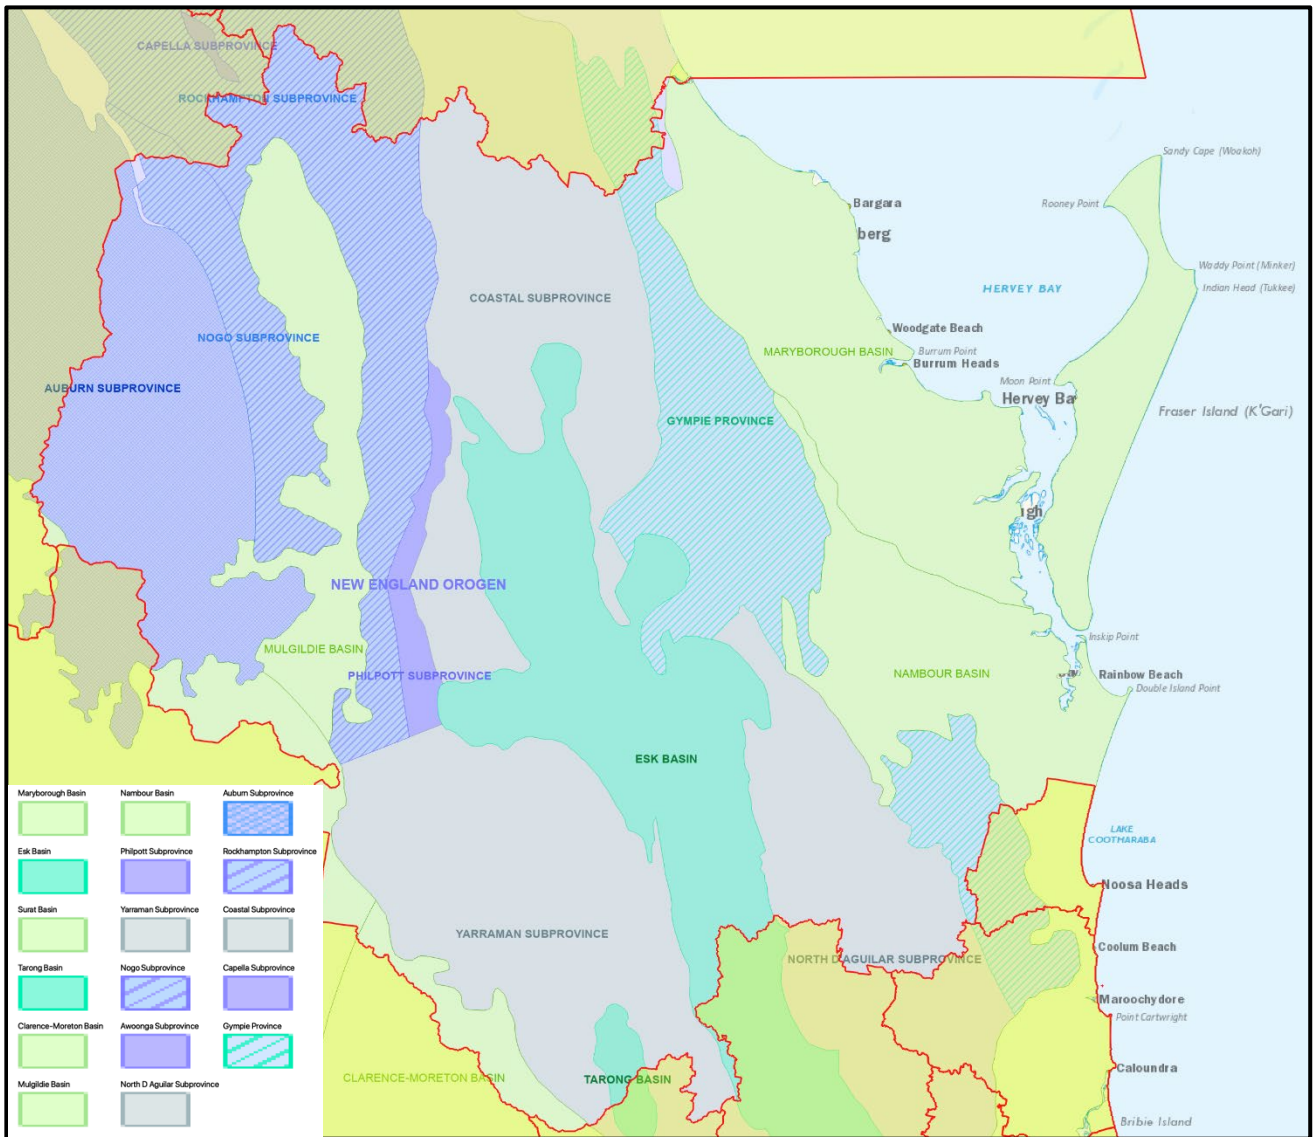 CAPELLA SUBPROVINCE
ROCKHAMPTON SUBPROVINCE
Sandy Cape (Woakoh)
Rooney Point
Bargara
berg
Waddy Point (Minker)
Indian Head (Tukkee)
HERVEY BAY
COASTAL SUBPROVINCE
NOGO SUBPROVINCE
Woodgate Beach
MARYBOROUGH BASIN
Burrum Point
Burrum Heads
AUBURN SUBPROVINCE
Moon Point
Hervey Ba
Fraser Island (K'Gari)
GYMPIE PROVINCE
igh
NEW ENGLAND OROGEN
Inskip Point
MULGILDIE BASIN
PHILPOTT SUBPROVINCE
NAMBOUR BASIN
Rainbow Beach
Double Island Point
ESK BASIN
LAKE
COOTHARABA
Noosa Heads
YARRAMAN SUBPROVINCE
Coolum Beach
NORTH D'AGUILAR SUBPROVINCE
Maroochydore
Point Cartwright
Caloundra
CLARENCE-MORETON BASIN
TARONG BASIN
Bribie Island
Maryborough Basin
Nambour Basin
Auburn Subprovince
Esk Basin
Philpott Subprovince
Rockhampton Subprovince
Surat Basin
Yarraman Subprovince
Coastal Subprovince
Tarong Basin
Nogo Subprovince
Capella Subprovince
Clarence-Moreton Basin
Awoonga Subprovince
Gympie Province
Mulgildie Basin
North D Aguilar Subprovince